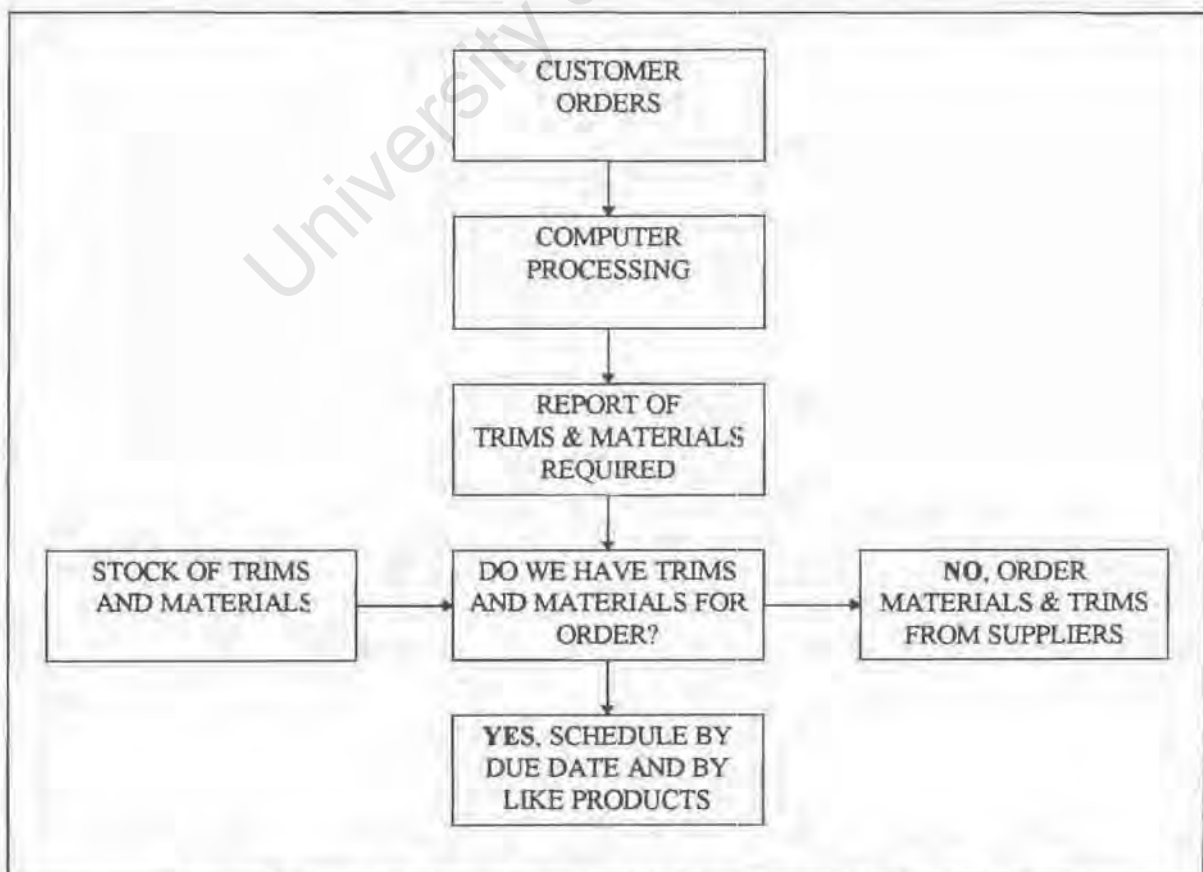 University
CUSTOMER
ORDERS
COMPUTER
PROCESSING
REPORT OF
TRIMS & MATERIALS
REQUIRED
STOCK OF TRIMS
AND MATERIALS
DO WE HAVE TRIMS
AND MATERIALS FOR
ORDER?
NO, ORDER
MATERIALS & TRIMS
FROM SUPPLIERS
YES, SCHEDULE BY
DUE DATE AND BY
LIKE PRODUCTS